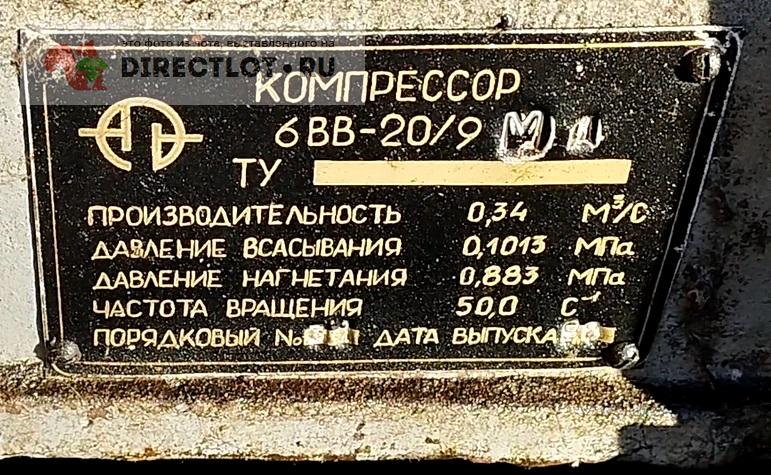 это фото из лота, выставленного на
DIRECTLOT.RU
КОМПРЕССОР
6ВВ-20/9 М
ТУ
ПРОИЗВОДИТЕЛЬНОСТЬ 0,34 М³/С
ДАВЛЕНИЕ ВСАСЫВАНИЯ 0,1013 МПа
ДАВЛЕНИЕ НАГНЕТАНИЯ 0,883 МПа
ЧАСТОТА ВРАЩЕНИЯ 50,0 С⁻¹
ПОРЯДКОВЫЙ № ДАТА ВЫПУСКА